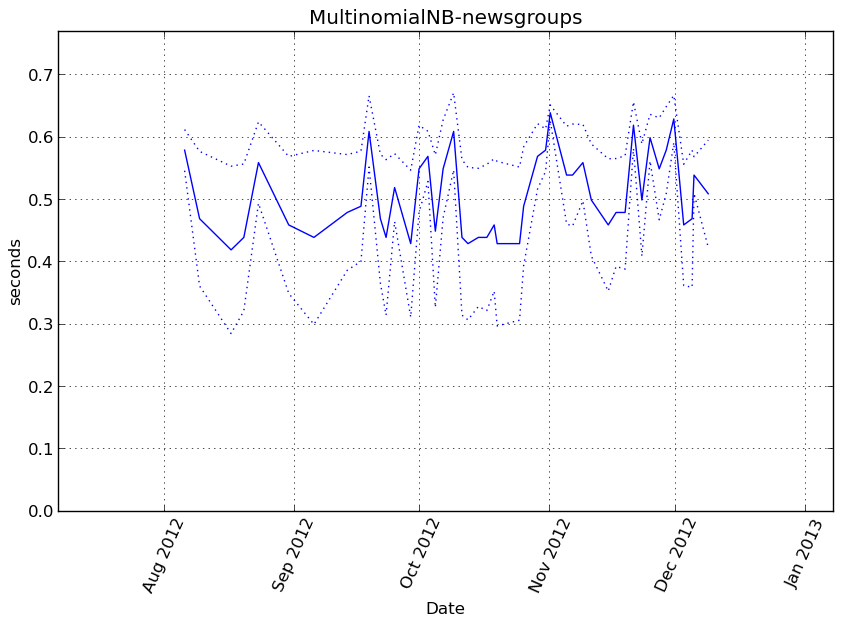 MultinomialNB-newsgroups
0.7
0.6
0.5
0.4
0.3
0.2
0.1
0.0
seconds
Aug 2012
Sep 2012
Oct 2012
Nov 2012
Dec 2012
Jan 2013
Date